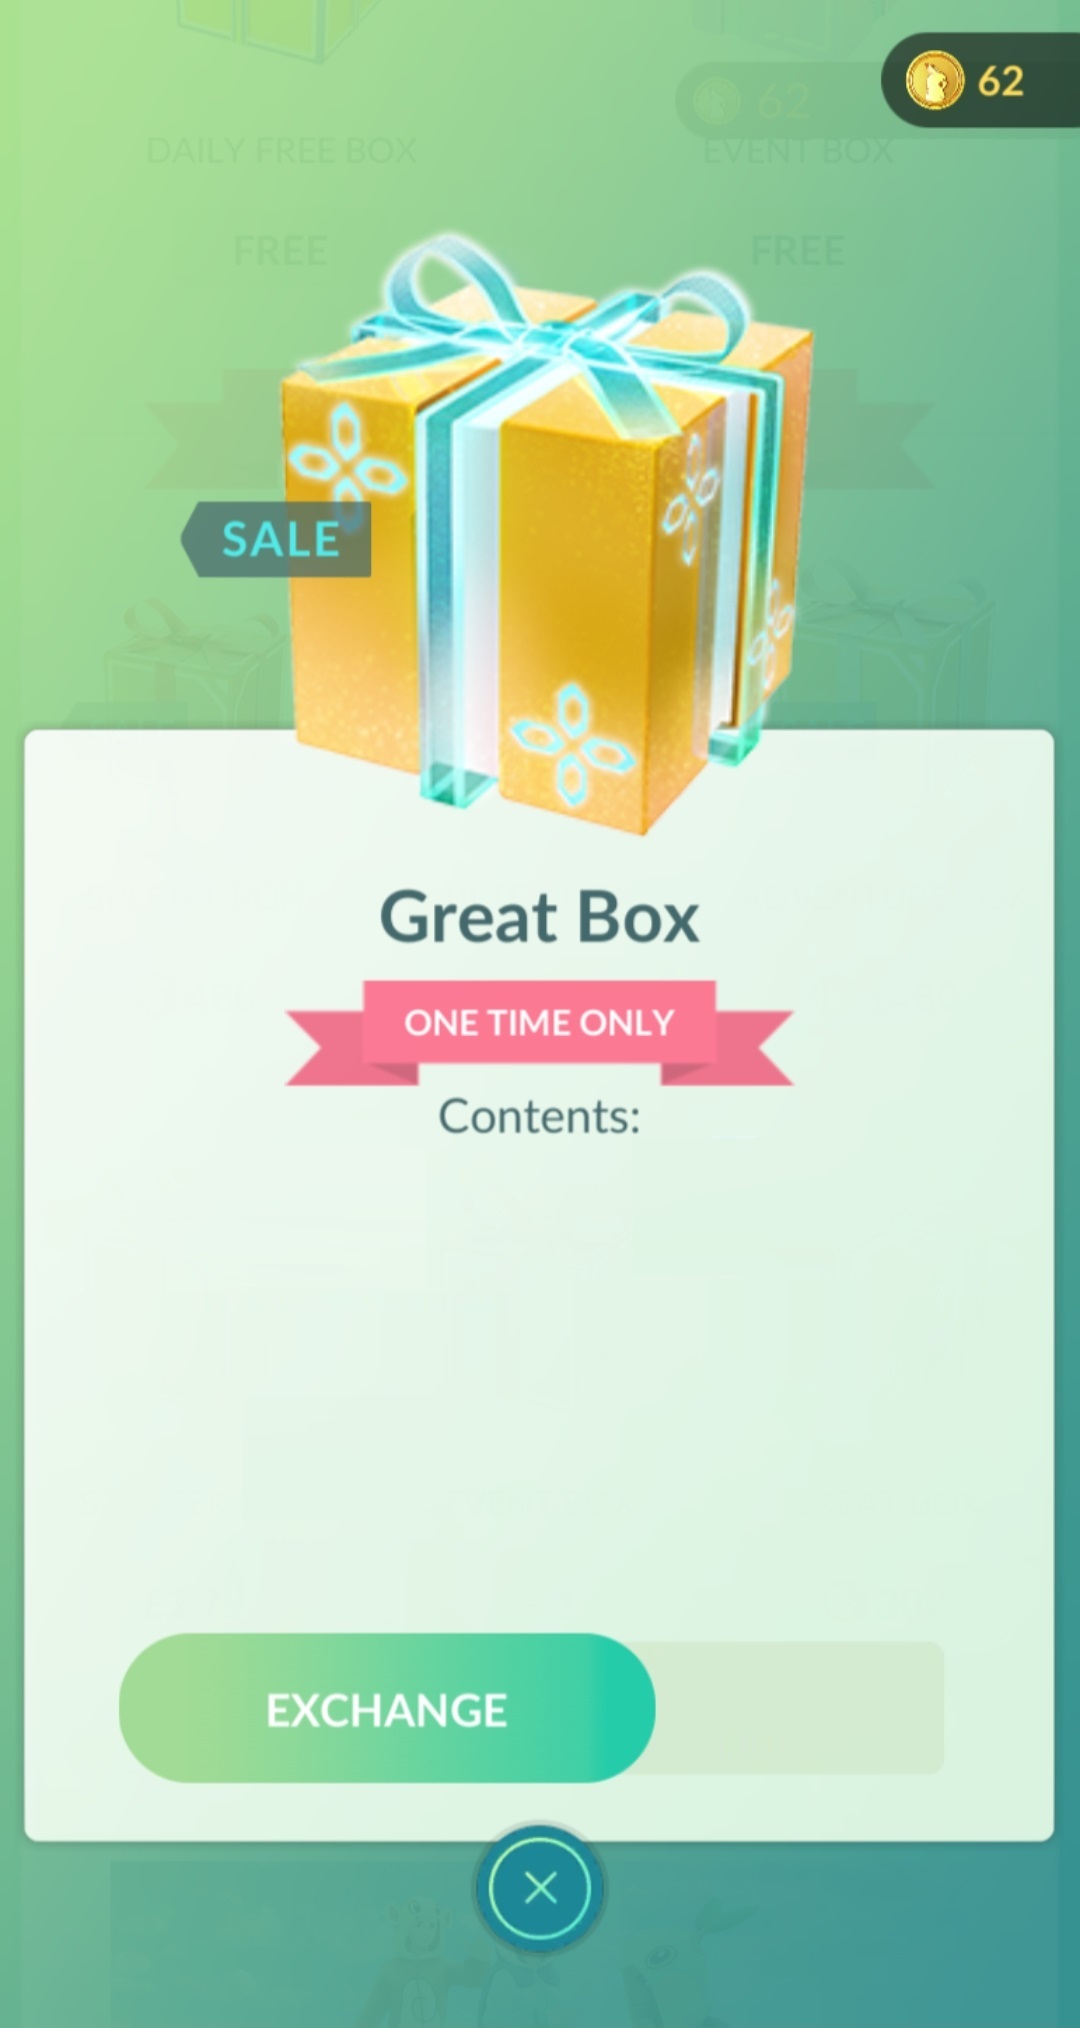 62
62
DAILY FREE BOX
EVENT BOX
FREE
FREE
SALE
Great Box
ONE TIME ONLY
Contents:
EXCHANGE